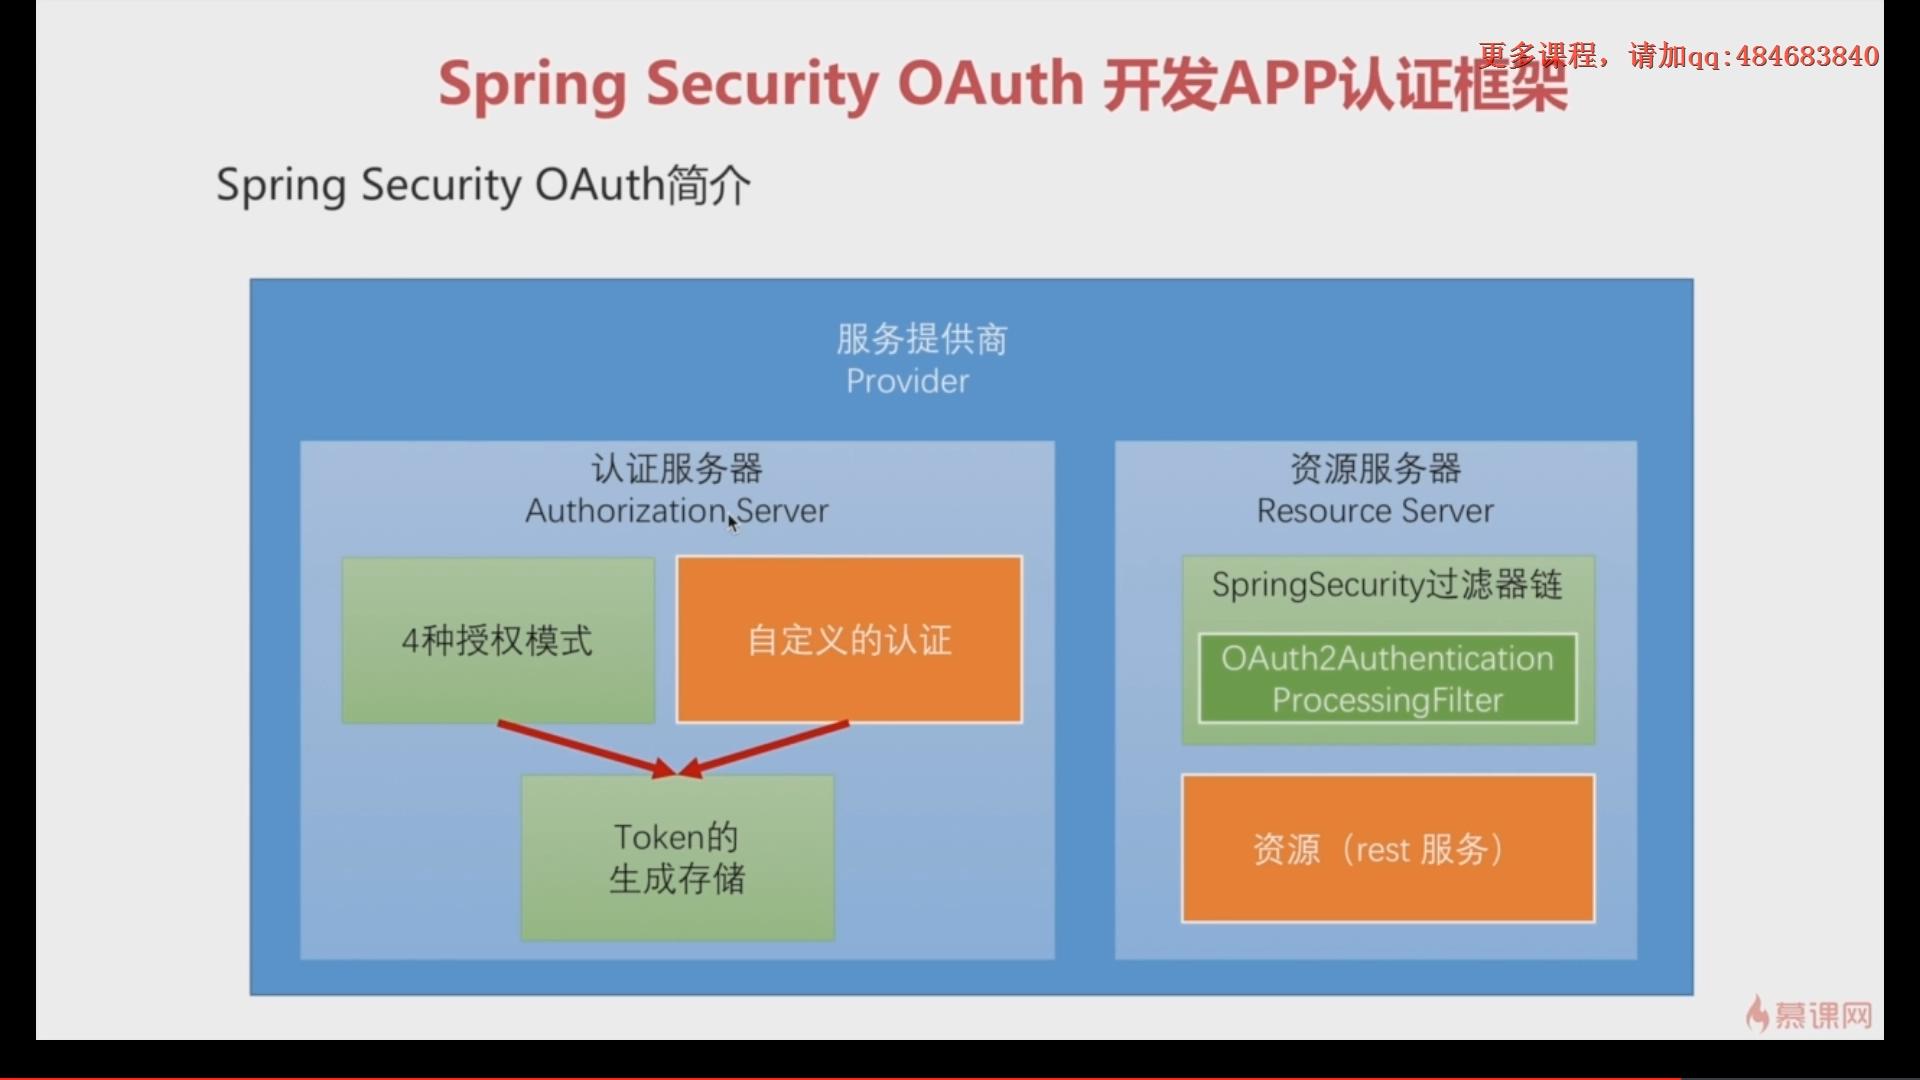 更多课程，请加qq:484683840
Spring Security OAuth 开发APP认证框架
Spring Security OAuth简介
服务提供商
Provider
认证服务器
Authorization Server
4种授权模式
自定义的认证
Token的
生成存储
资源服务器
Resource Server
SpringSecurity过滤器链
OAuth2Authentication
ProcessingFilter
资源（rest 服务）
慕课网